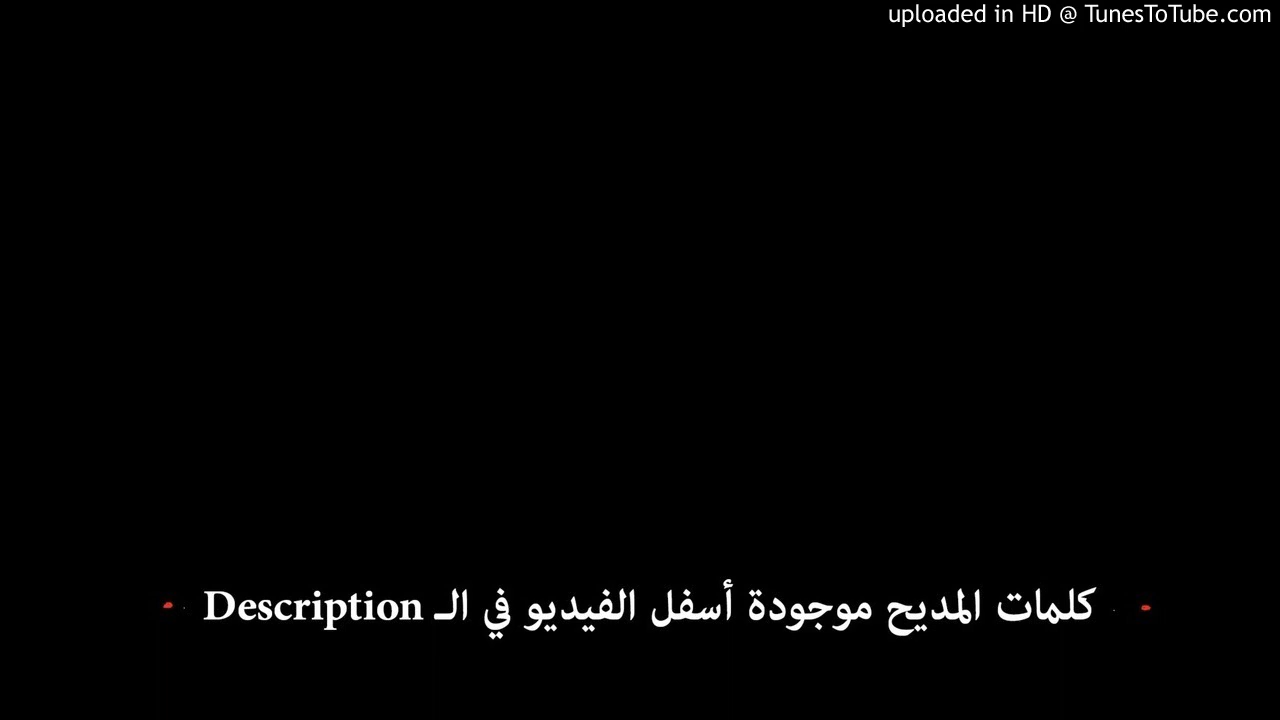 uploaded in HD @ TunesToTube.com
كلمات المديح موجودة أسفل الفيديو في الـ Description